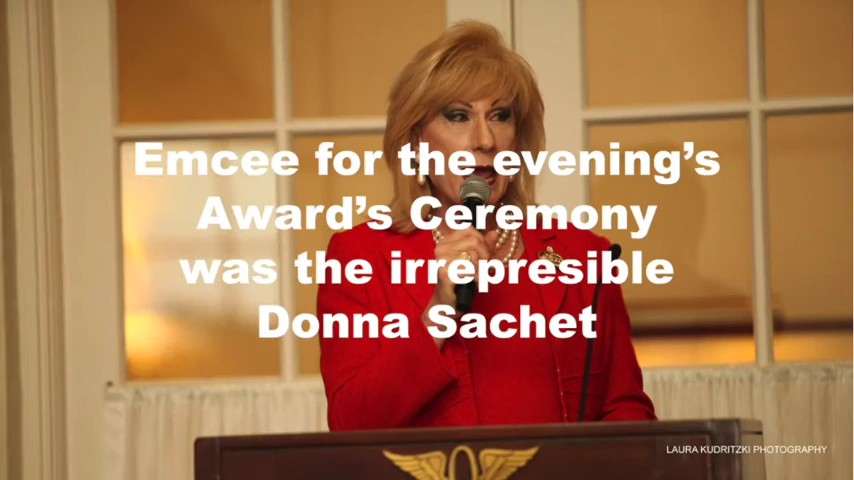 Emcee for the evening’s
Award’s Ceremony
was the irrepresible
Donna Sachet
LAURA KUDRITZKI PHOTOGRAPHY